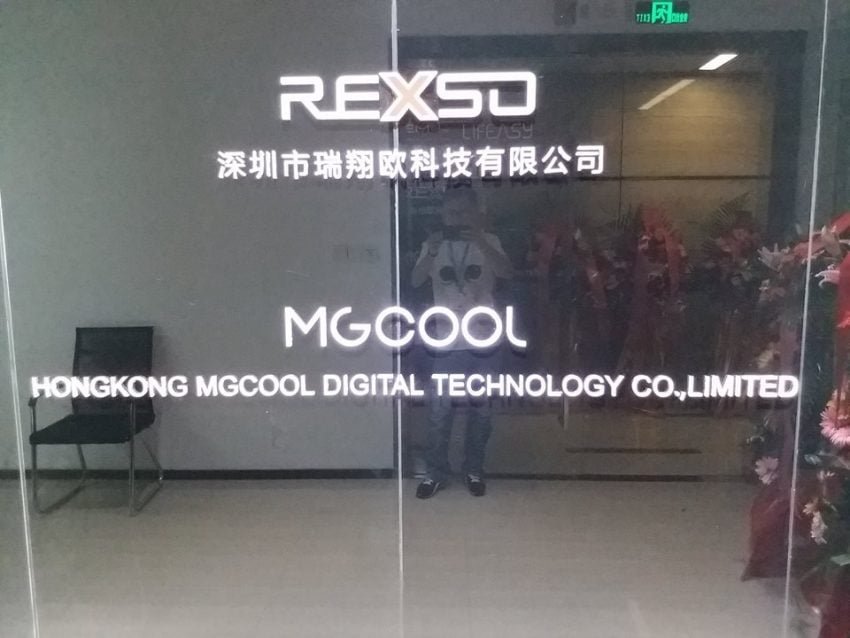 REXSO
LIFEASY
深圳市瑞翔欧科技有限公司
MGCOOL
HONGKONG MGCOOL DIGITAL TECHNOLOGY CO.,LIMITED